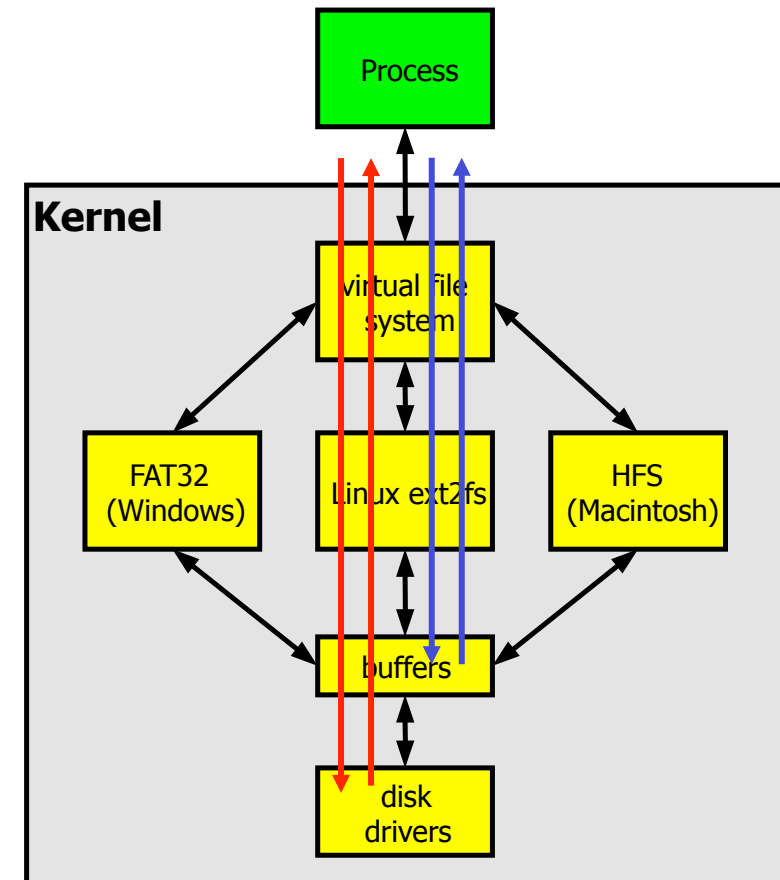 Process
Kernel
virtual file
system
FAT32
(Windows)
Linux ext2fs
HFS
(Macintosh)
buffers
disk
drivers